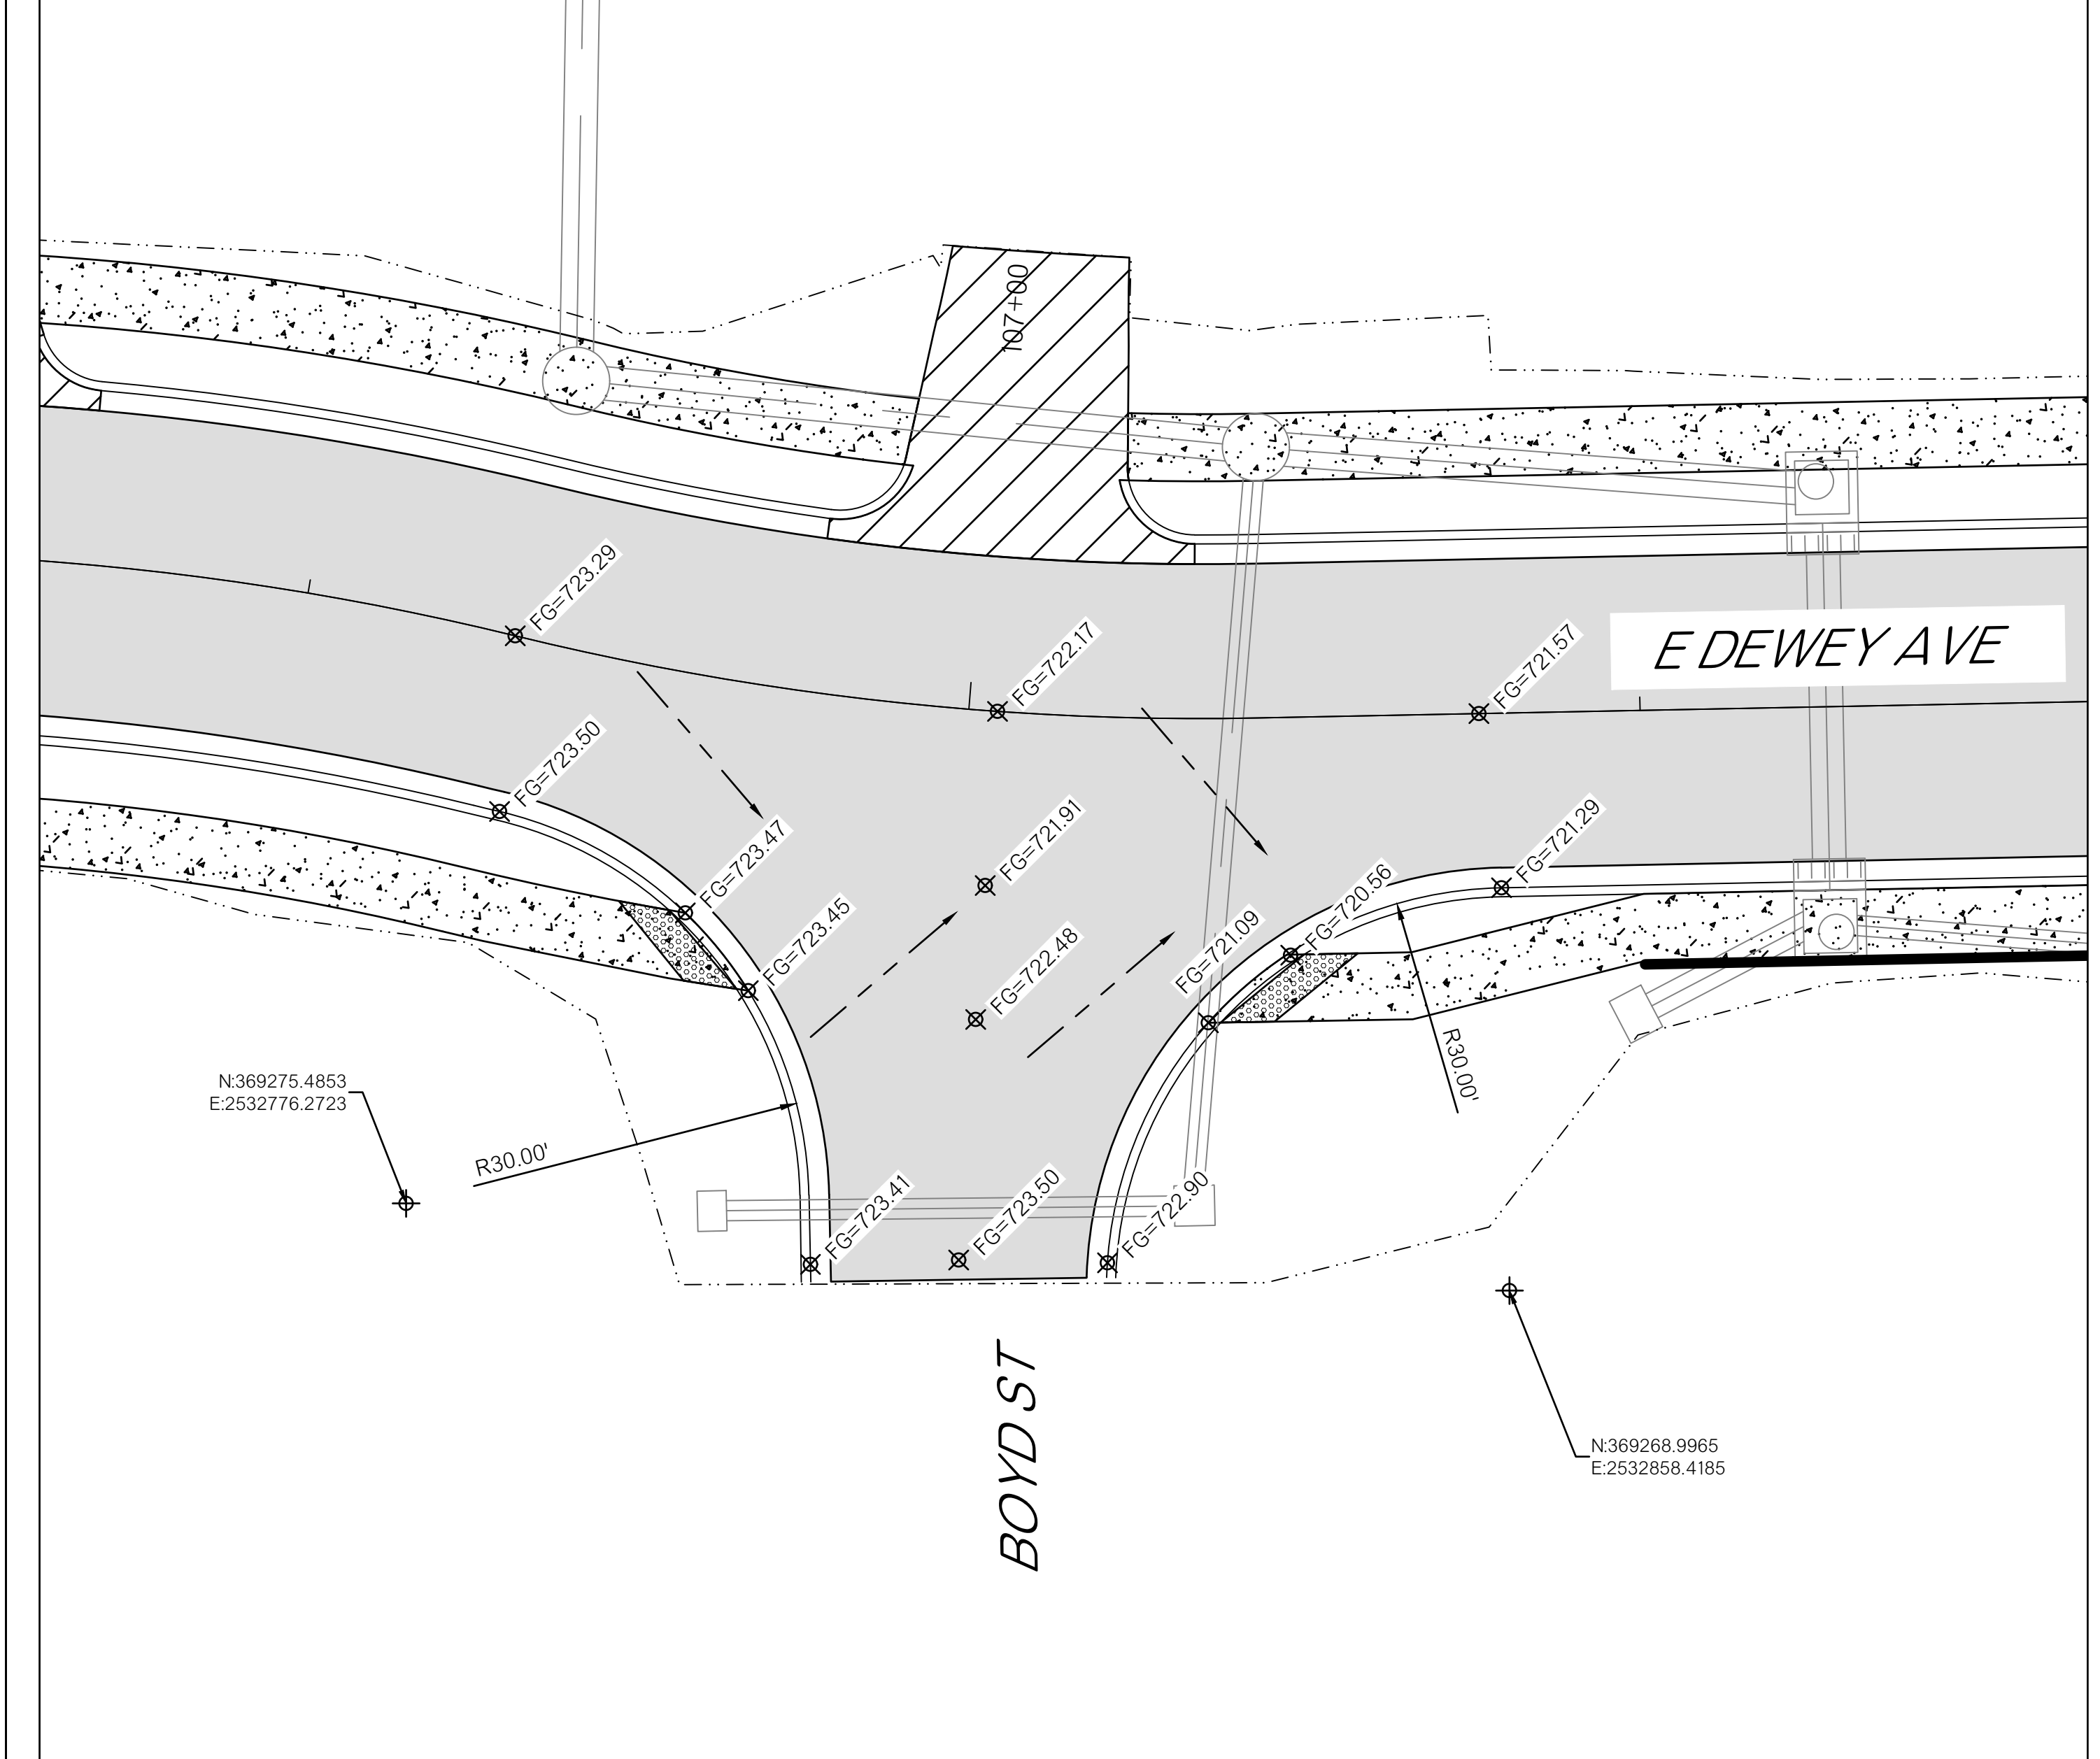 107+00
FG=723.29
FG=722.17
FG=721.57
E DEWEY AVE
FG=723.50
FG=723.47
FG=721.91
FG=721.29
FG=723.45
FG=722.48
FG=721.09
FG=720.56
N:369275.4853
E:2532776.2723
R30.00'
R30.00'
FG=723.41
FG=723.50
FG=722.90
BOYD ST
N:369268.9965
E:2532858.4185